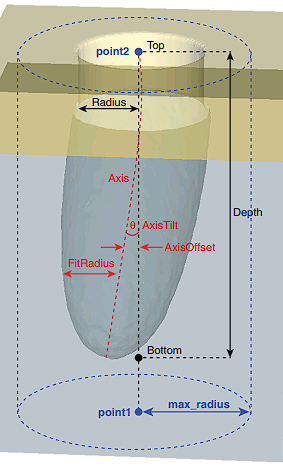 point2 Top
Radius
Axis
Depth
θ AxisTilt
AxisOffset
FitRadius
Bottom
max_radius
point1